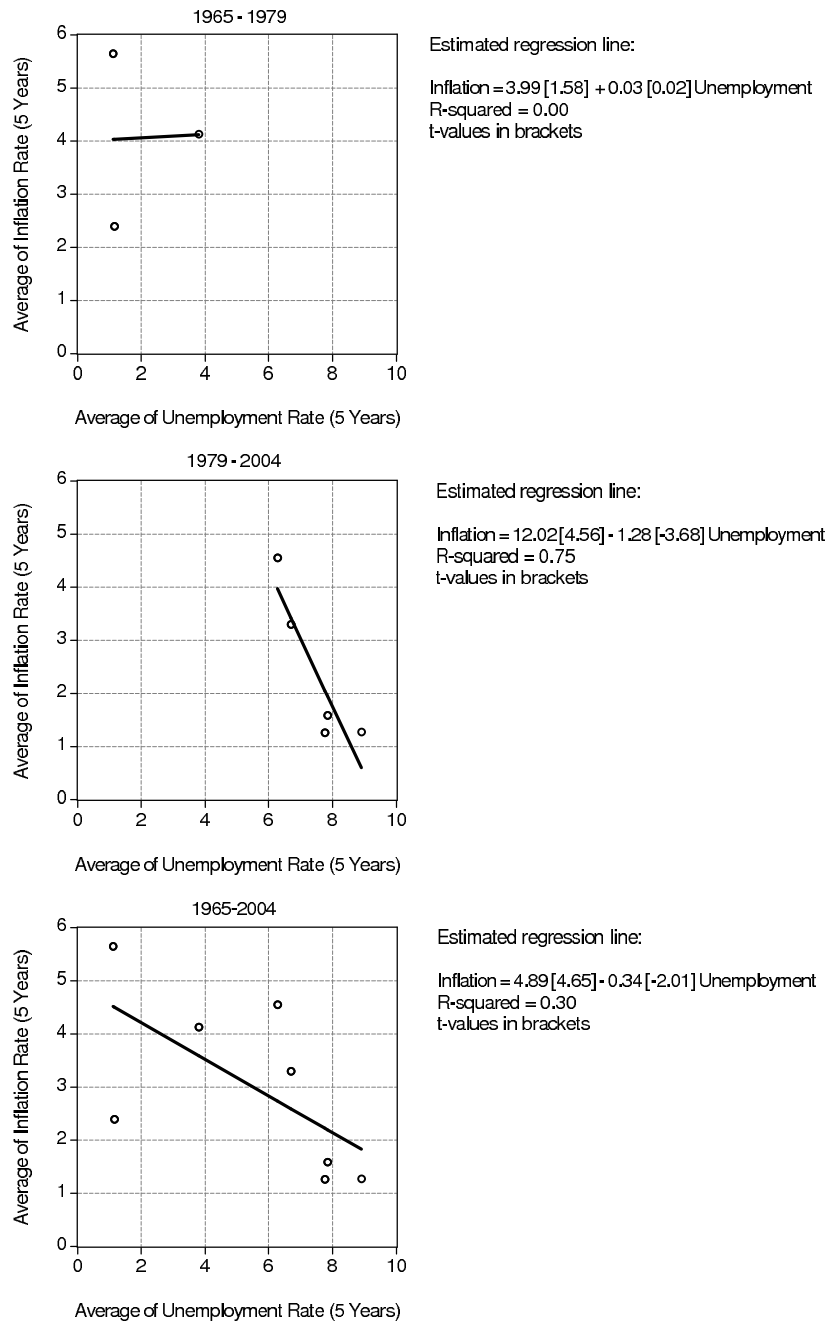 1965 - 1979
Average of Inflation Rate (5 Years)
6
5
4
3
2
1
0
0 2 4 6 8 10
Average of Unemployment Rate (5 Years)
Estimated regression line:
Inflation = 3.99 [1.58] + 0.03 [0.02] Unemployment
R-squared = 0.00
t-values in brackets
1979 - 2004
Average of Inflation Rate (5 Years)
6
5
4
3
2
1
0
0 2 4 6 8 10
Average of Unemployment Rate (5 Years)
Estimated regression line:
Inflation = 12.02 [4.56] - 1.28 [-3.68] Unemployment
R-squared = 0.75
t-values in brackets
1965-2004
Average of Inflation Rate (5 Years)
6
5
4
3
2
1
0
0 2 4 6 8 10
Average of Unemployment Rate (5 Years)
Estimated regression line:
Inflation = 4.89 [4.65] - 0.34 [-2.01] Unemployment
R-squared = 0.30
t-values in brackets